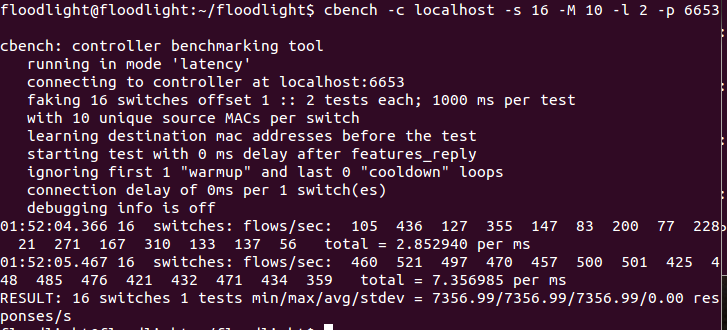 floodlight@floodlight:~/floodlight$ cbench -c localhost -s 16 -M 10 -l 2 -p 6653
cbench: controller benchmarking tool
running in mode 'latency'
connecting to controller at localhost:6653
faking 16 switches offset 1 :: 2 tests each; 1000 ms per test
with 10 unique source MACs per switch
learning destination mac addresses before the test
starting test with 0 ms delay after features_reply
ignoring first 1 "warmup" and last 0 "cooldown" loops
connection delay of 0ms per 1 switch(es)
debugging info is off
01:52:04.366 16 switches: flows/sec: 105 436 127 355 147 83 200 77 228
21 271 167 310 133 137 56 total = 2.852940 per ms
01:52:05.467 16 switches: flows/sec: 460 521 497 470 457 500 501 425 4
48 485 476 421 432 471 434 359 total = 7.356985 per ms
RESULT: 16 switches 1 tests min/max/avg/stdev = 7356.99/7356.99/7356.99/0.00 res
ponses/s
floodlight@floodlight:~/floodlight$